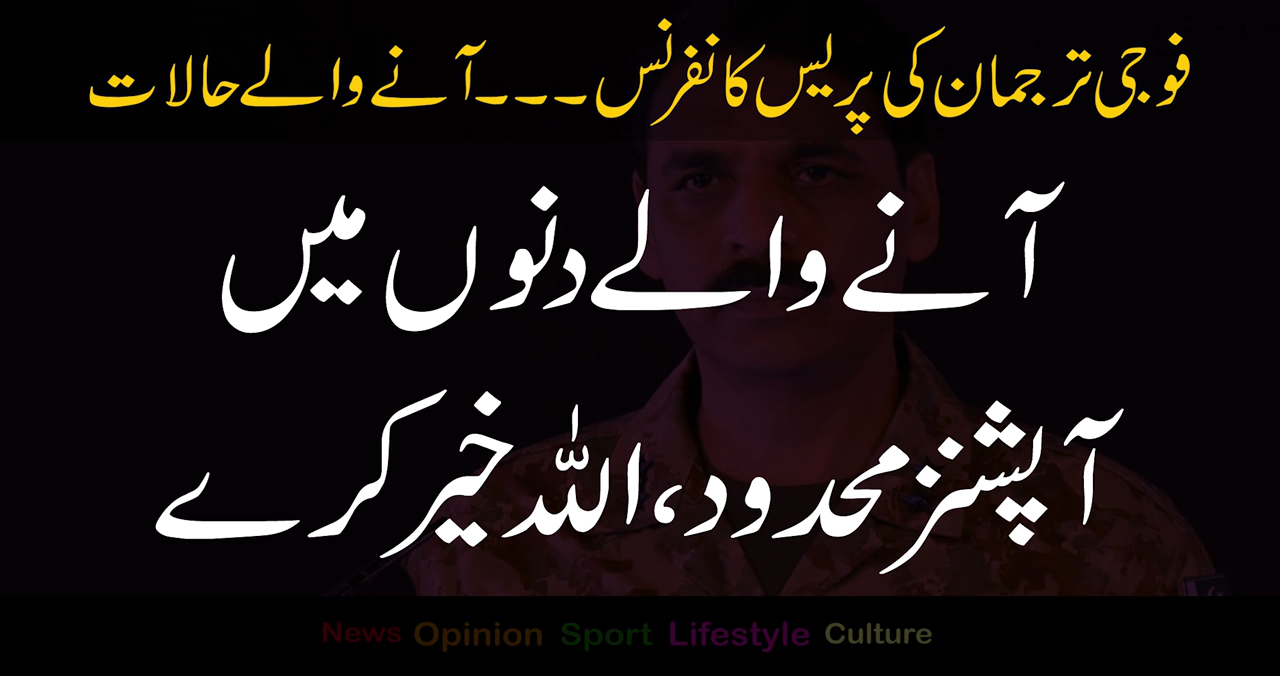 فوجی ترجمان کی پریس کانفرنس۔۔۔آنے والے حالات
آنے والے دنوں میں
آپشنز محدود، اللہ خیر کرے
News Opinion Sport Lifestyle Culture